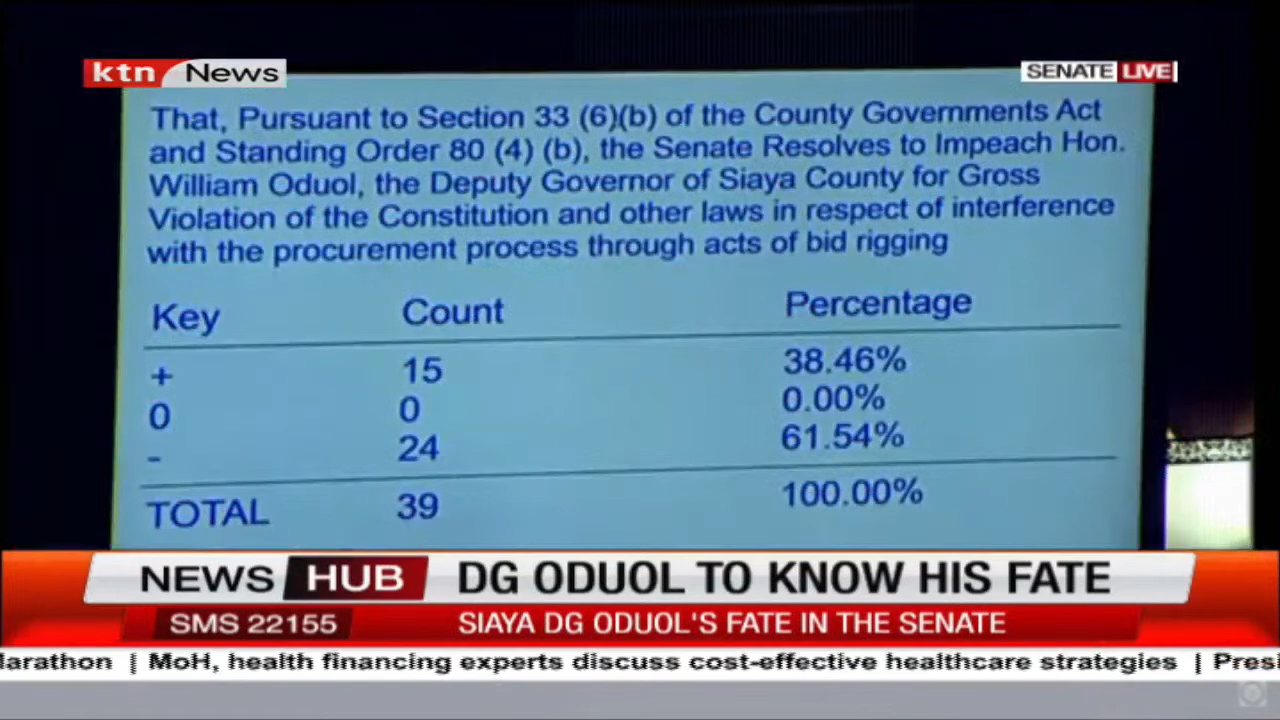 ktn News
SENATE LIVE
That, Pursuant to Section 33 (6)(b) of the County Governments Act
and Standing Order 80 (4) (b), the Senate Resolves to Impeach Hon.
William Oduol, the Deputy Governor of Siaya County for Gross
Violation of the Constitution and other laws in respect of interference
with the procurement process through acts of bid rigging
Key Count Percentage
+ 15 38.46%
0 0 0.00%
- 24 61.54%
TOTAL 39 100.00%
NEWS HUB DG ODUOL TO KNOW HIS FATE
SMS 22155 SIAYA DG ODUOL'S FATE IN THE SENATE
arathon | MoH, health financing experts discuss cost-effective healthcare strategies | Presi